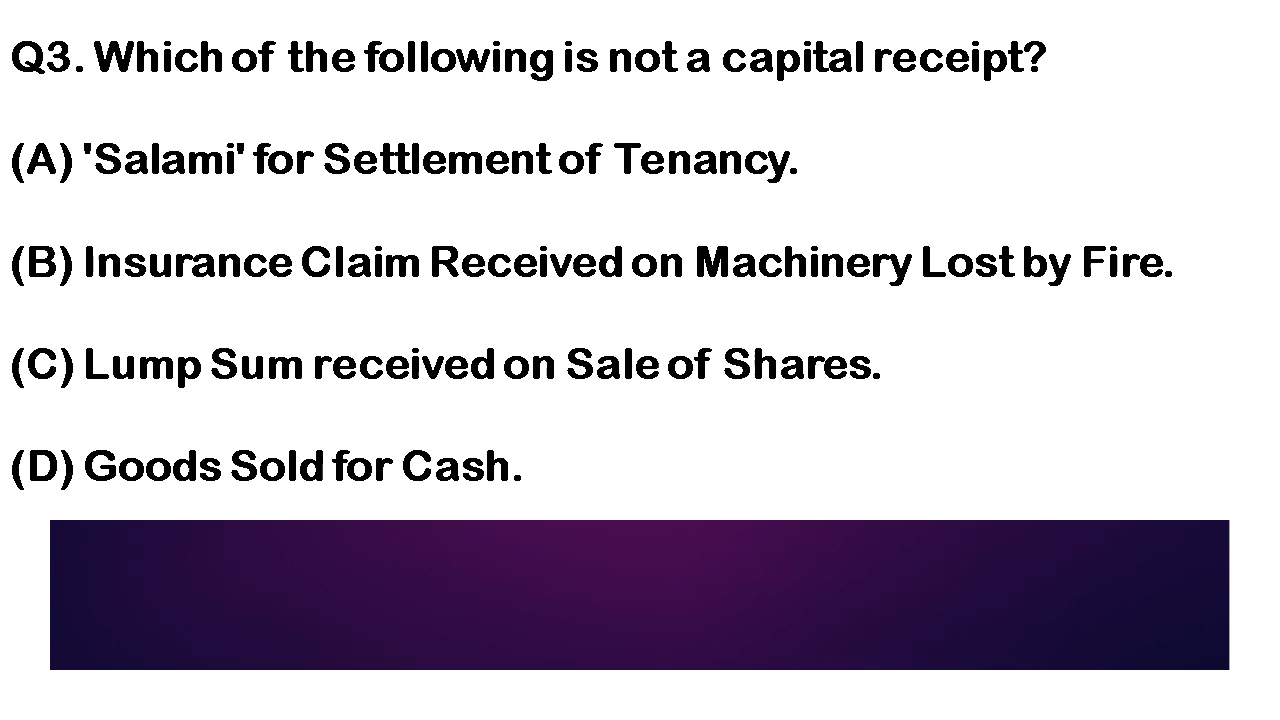 Q3. Which of the following is not a capital receipt?
(A) 'Salami' for Settlement of Tenancy.
(B) Insurance Claim Received on Machinery Lost by Fire.
(C) Lump Sum received on Sale of Shares.
(D) Goods Sold for Cash.